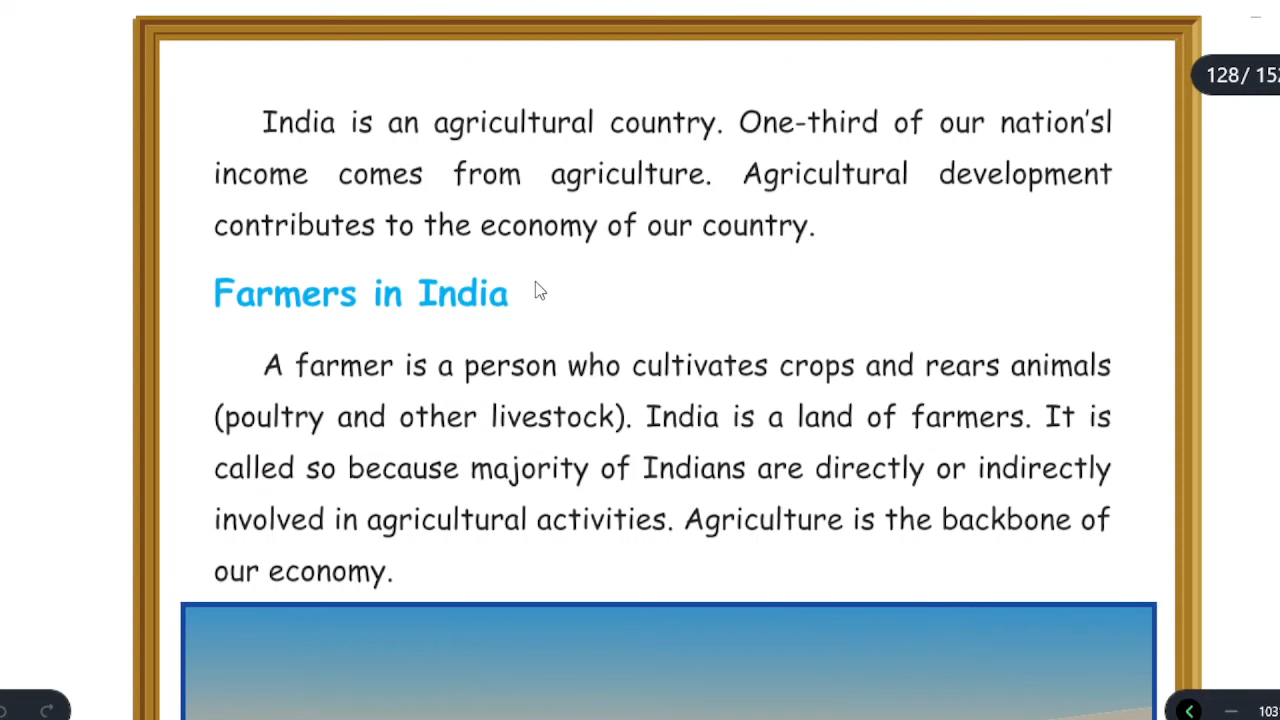 128/ 152
India is an agricultural country. One-third of our nation'sl
income comes from agriculture. Agricultural development
contributes to the economy of our country.
Farmers in India
A farmer is a person who cultivates crops and rears animals
(poultry and other livestock). India is a land of farmers. It is
called so because majority of Indians are directly or indirectly
involved in agricultural activities. Agriculture is the backbone of
our economy.
103